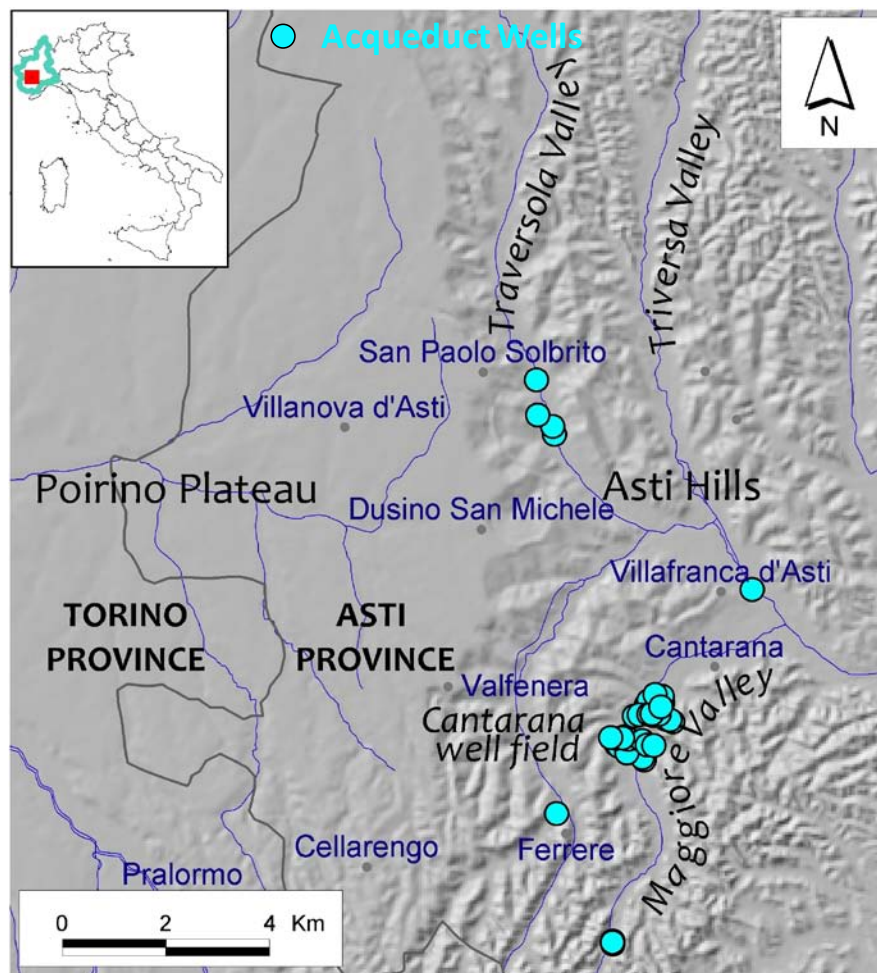 Acqueduct Wells
N
Traversola Valley
Triversa Valley
San Paolo Solbrito
Villanova d'Asti
Poirino Plateau
Asti Hills
Dusino San Michele
Villafranca d'Asti
TORINO
PROVINCE
ASTI
PROVINCE
Cantarana
Valfenera
Cantarana
well field
Maggiore Valley
Cellarengo
Ferrere
Pralormo
0 2 4 Km